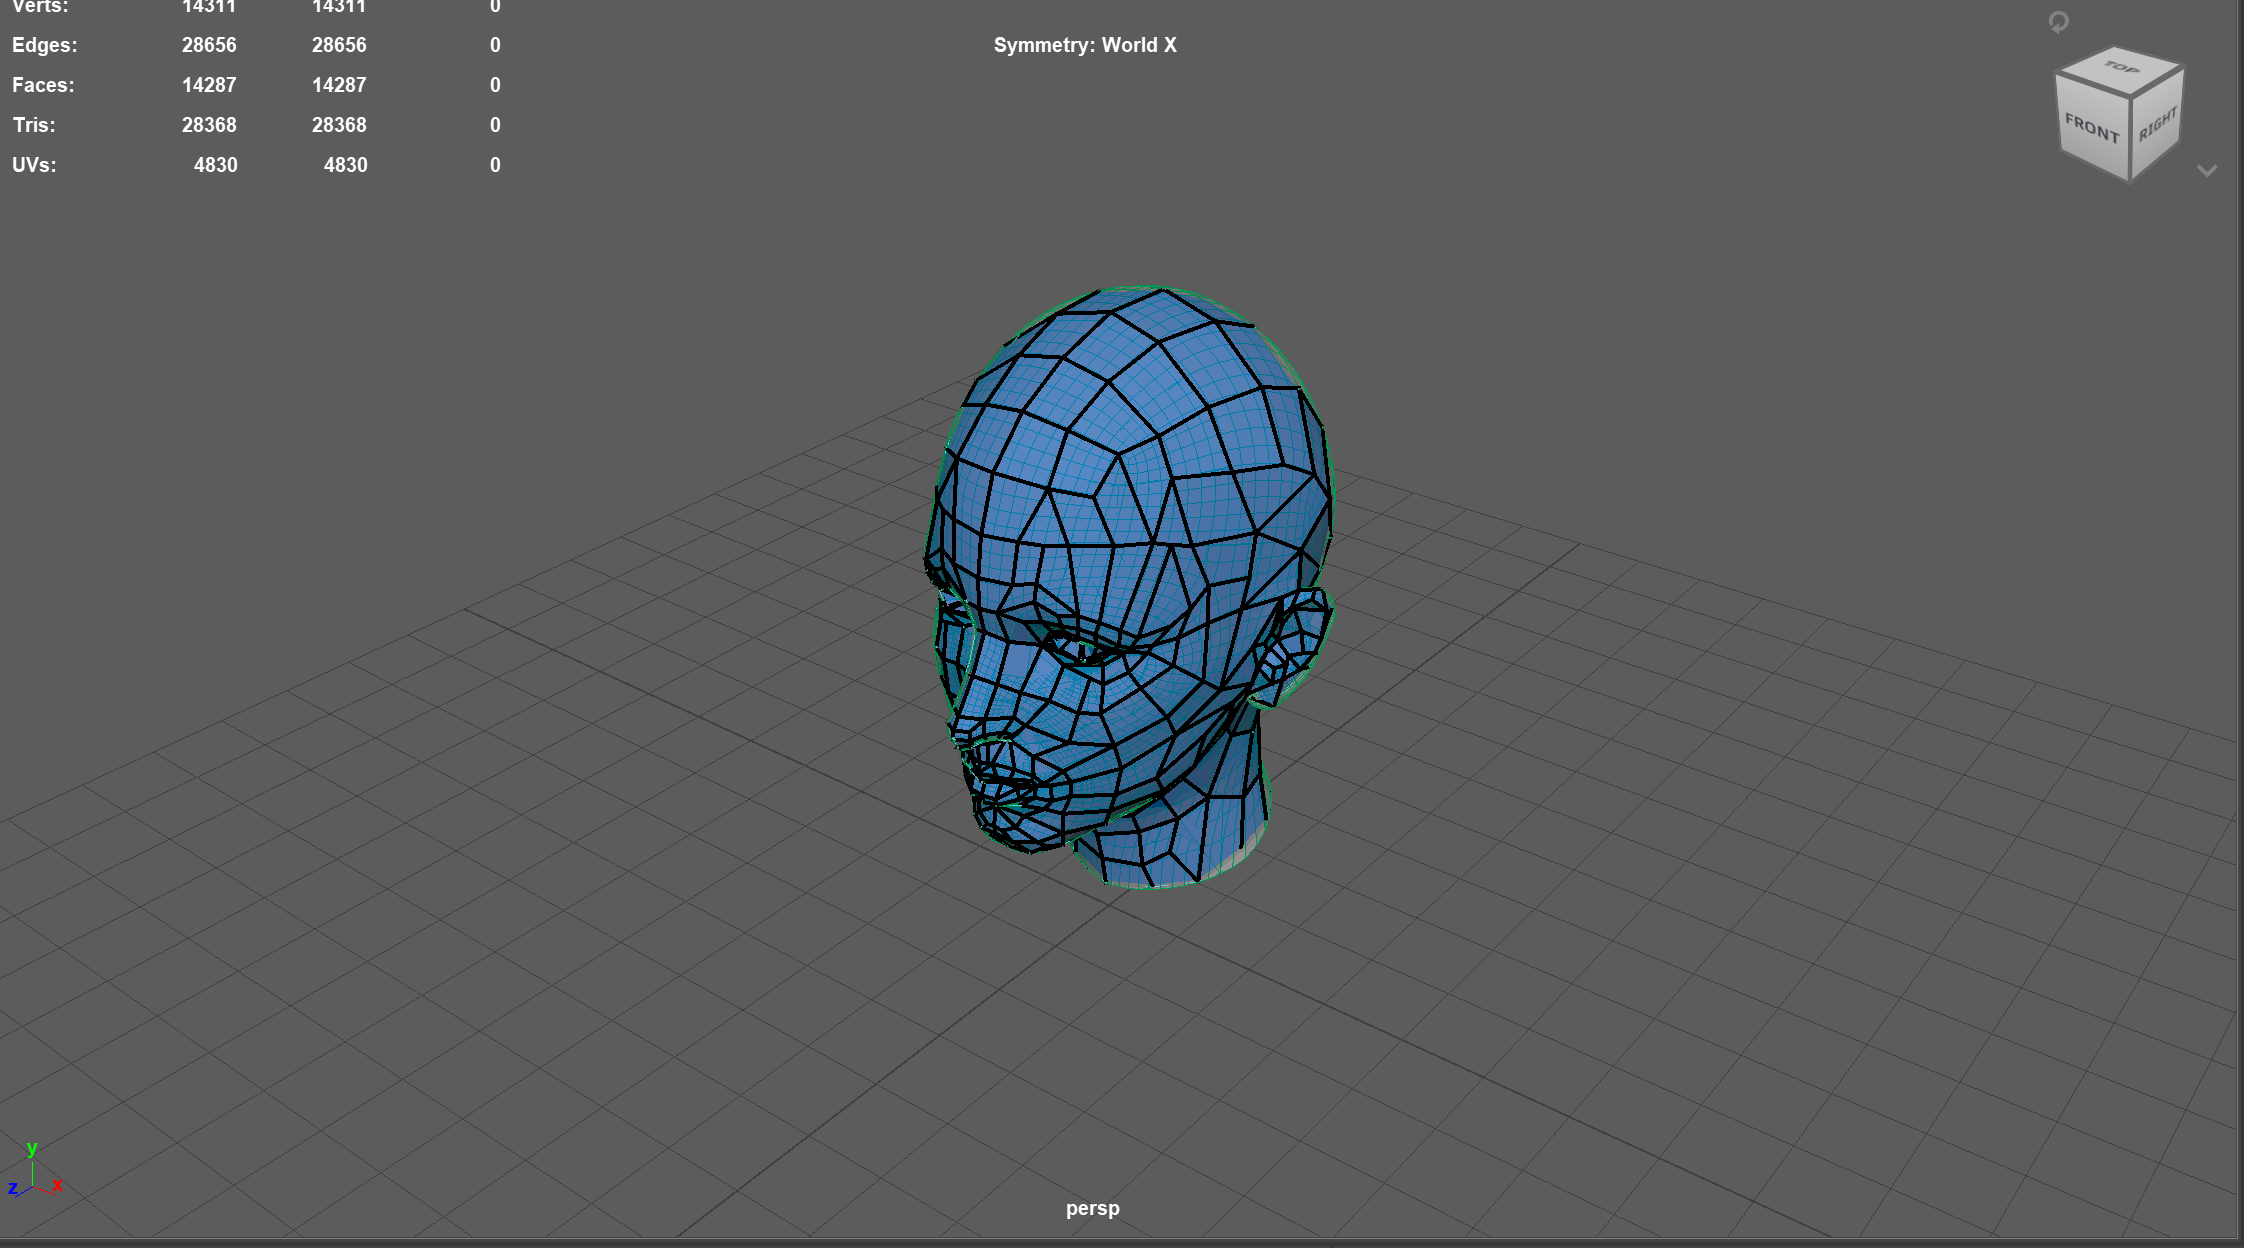 Verts: 14311 14311 0
Edges: 28656 28656 0
Symmetry: World X
Faces: 14287 14287 0
Tris: 28368 28368 0
UVs: 4830 4830 0
TOP
FRONT
RIGHT
y
z x
persp